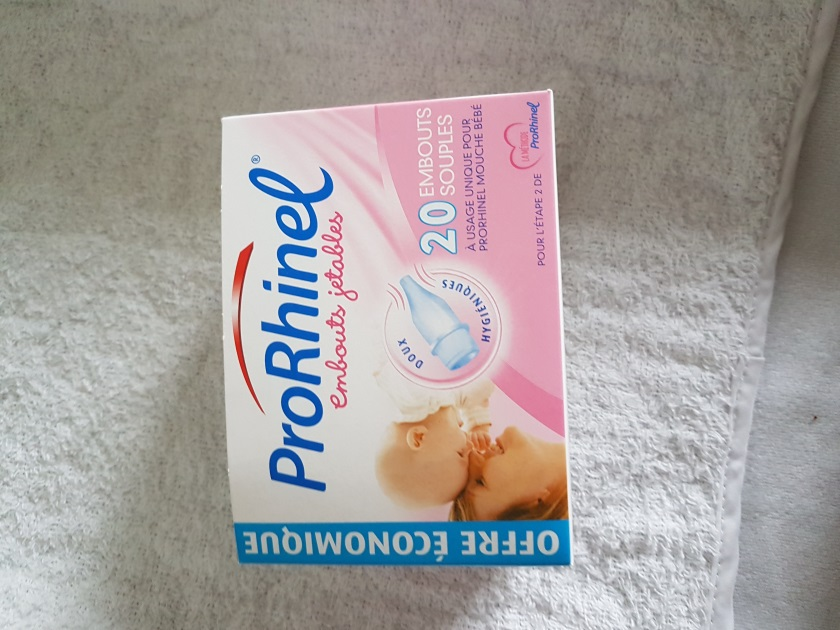 ProRhinel®
embouts jetables
20 EMBOUTS
SOUPLES
À USAGE UNIQUE POUR
PRORHINEL MOUCHE BÉBÉ
DOUX
HYGIÉNIQUES
POUR L'ÉTAPE 2 DE
LA MÉTHODE
ProRhinel
OFFRE ÉCONOMIQUE